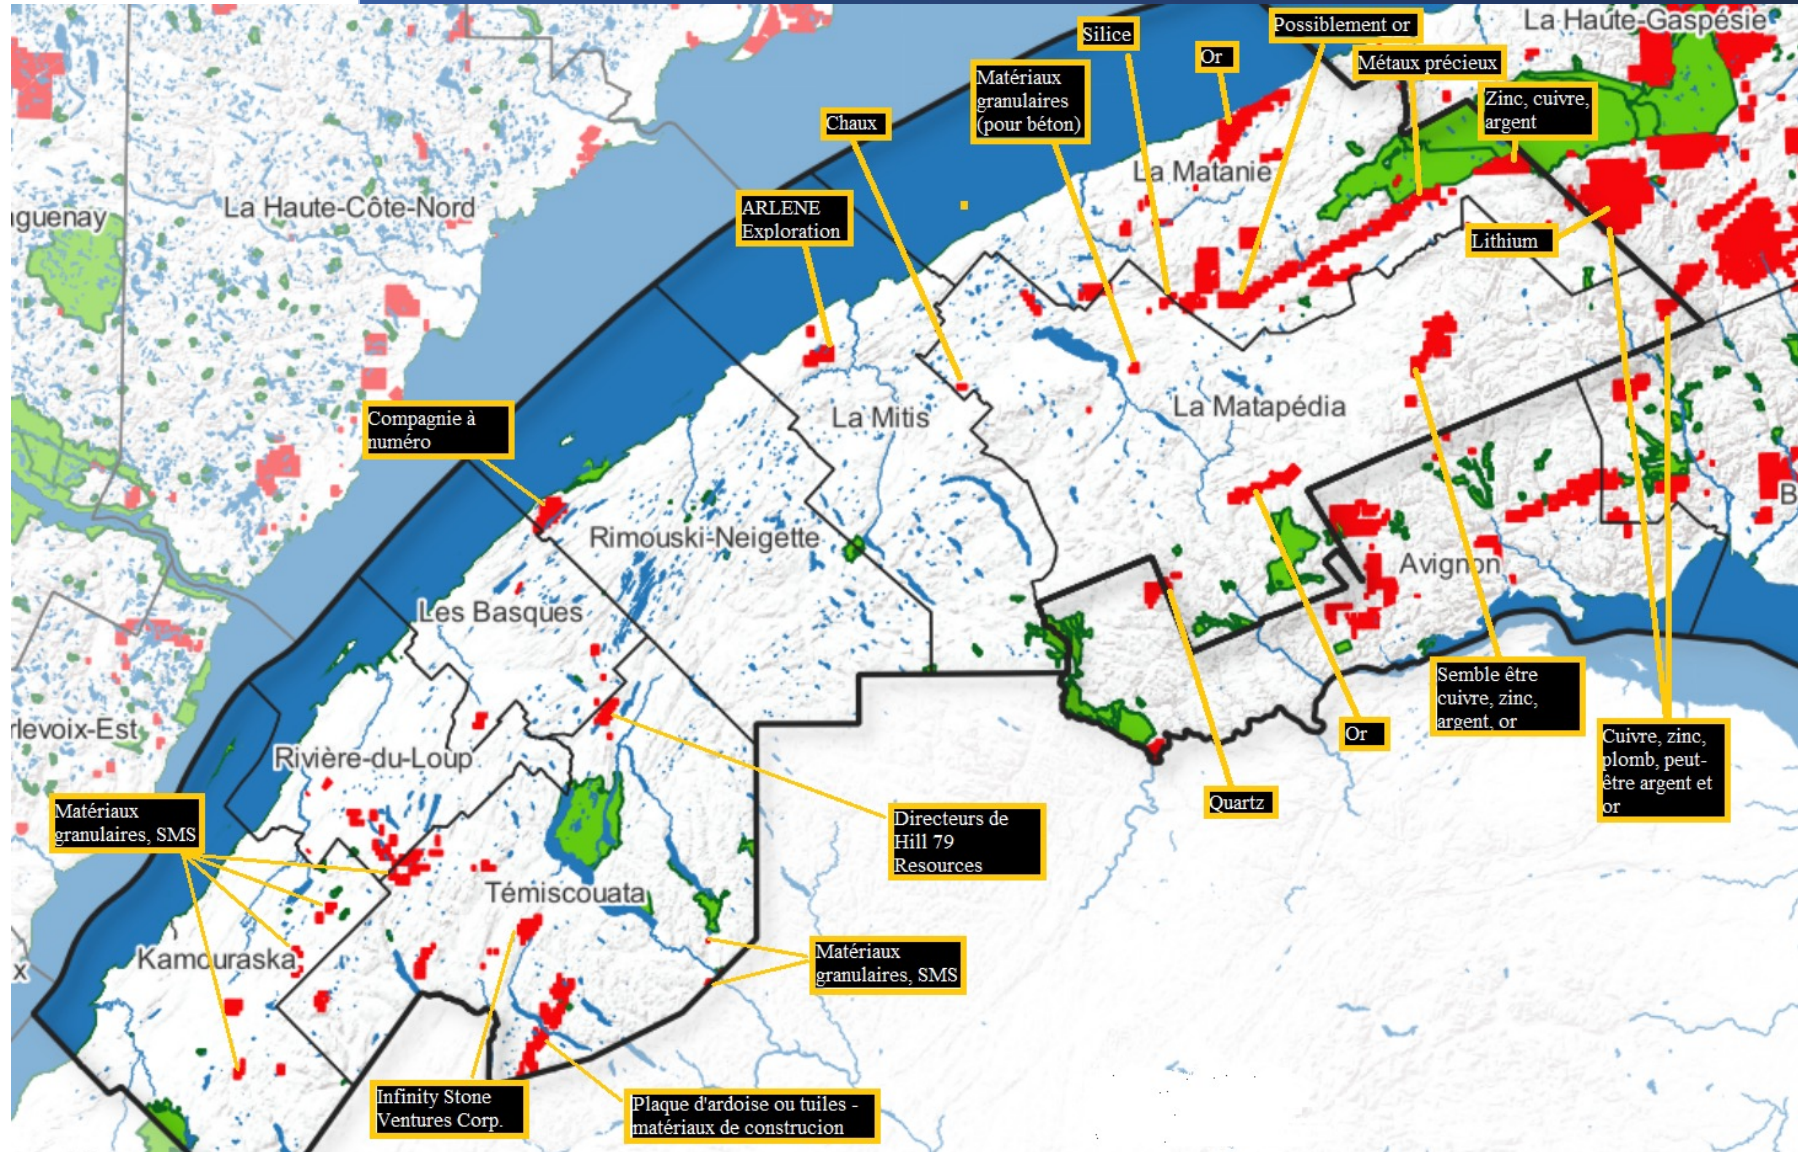 La Haute-Gaspésie
Possiblement or
Silice
Or
Métaux précieux
Matériaux
granulaires
(pour béton)
Zinc, cuivre,
argent
Chaux
La Matanie
La Haute-Côte-Nord
guenay
ARLENE
Exploration
Lithium
La Matapédia
La Mitis
Compagnie à
numéro
B
Rimouski-Neigette
Avignon
Les Basques
Semble être
cuivre, zinc,
argent, or
rlevoix-Est
Or
Cuivre, zinc,
plomb, peut-
être argent et
or
Rivière-du-Loup
Quartz
Matériaux
granulaires, SMS
Directeurs de
Hill 79
Resources
Témiscouata
Kamouraska
x
Matériaux
granulaires, SMS
Infinity Stone
Ventures Corp.
Plaque d'ardoise ou tuiles -
matériaux de construcion